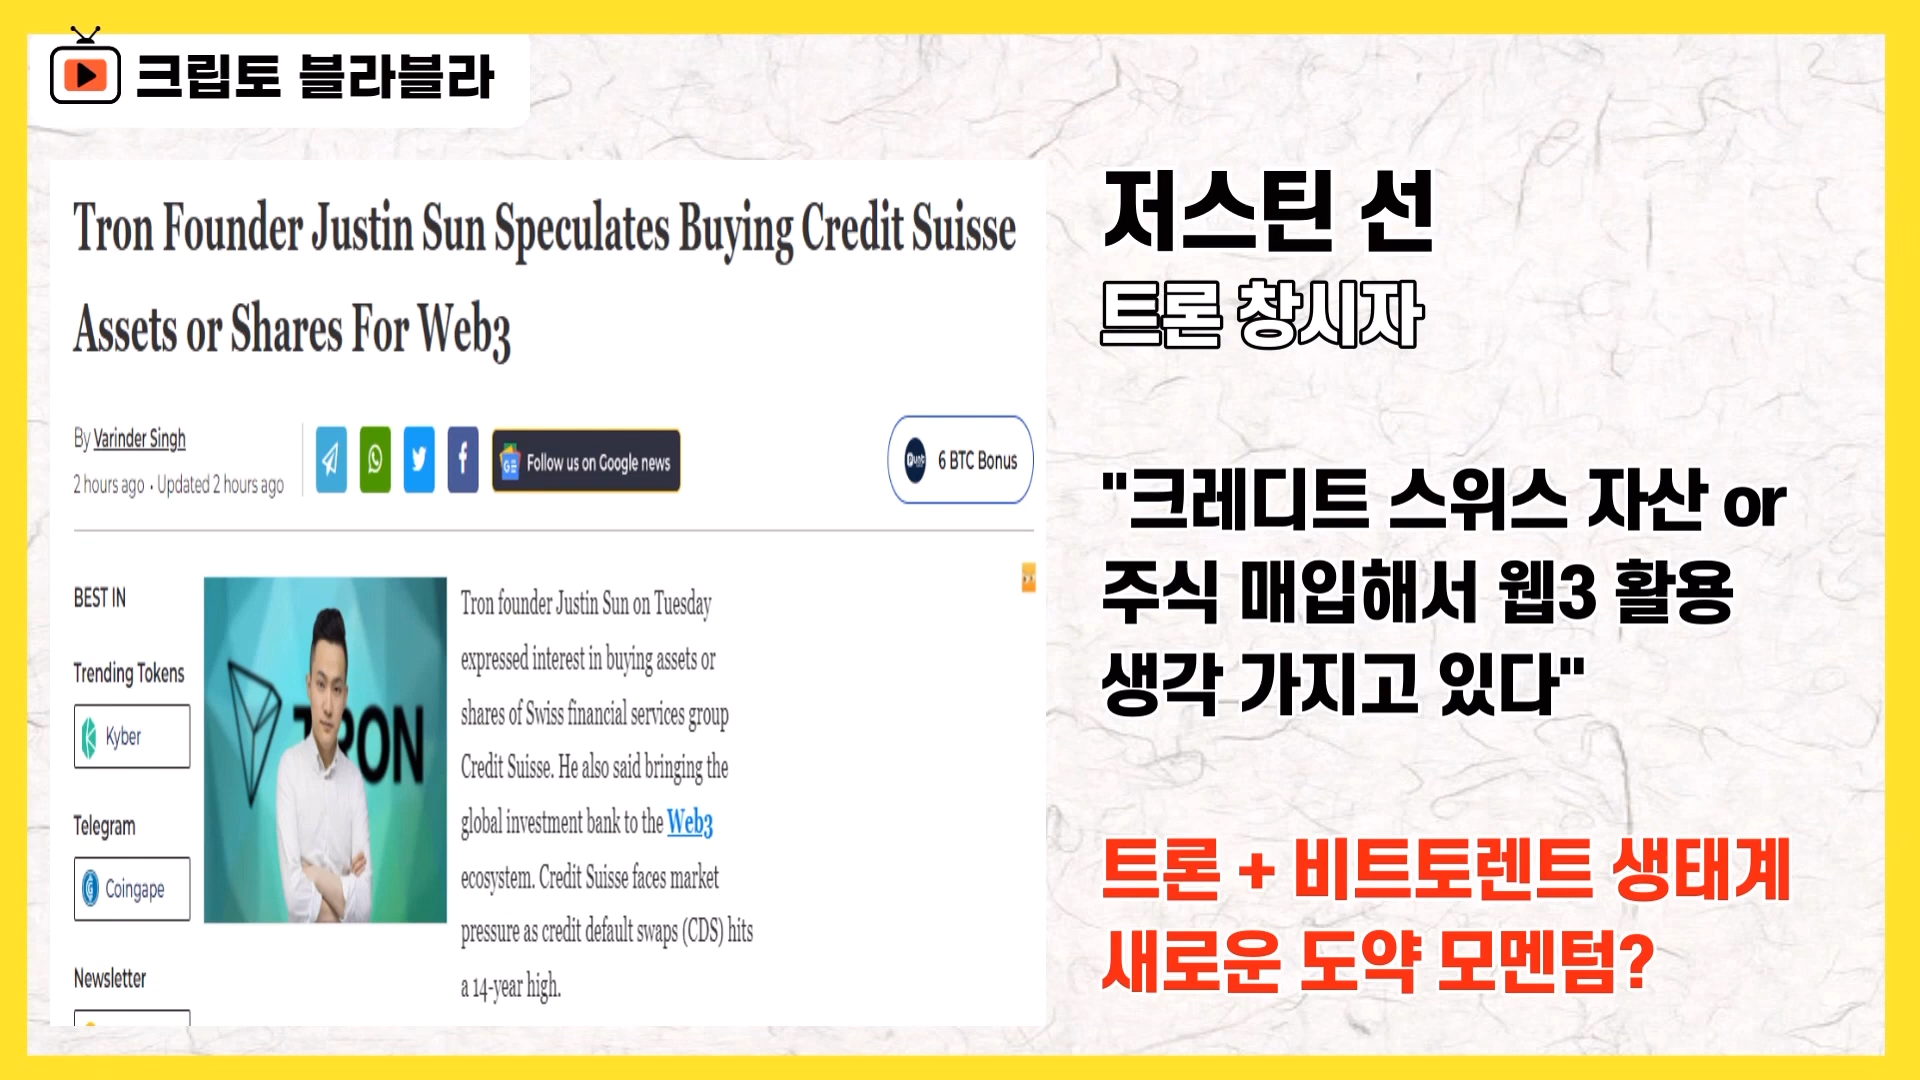 크립토 블라블라
Tron Founder Justin Sun Speculates Buying Credit Suisse
Assets or Shares For Web3
By Varinder Singh
2 hours ago • Updated 2 hours ago
Follow us on Google news
6 BTC Bonus
BEST IN
Trending Tokens
Kyber
Telegram
Coingape
Newsletter
TRON
Tron founder Justin Sun on Tuesday
expressed interest in buying assets or
shares of Swiss financial services group
Credit Suisse. He also said bringing the
global investment bank to the Web3
ecosystem. Credit Suisse faces market
pressure as credit default swaps (CDS) hits
a 14-year high.
저스틴 선
트론 창시자
"크레디트 스위스 자산 or
주식 매입해서 웹3 활용
생각 가지고 있다"
트론 + 비트토렌트 생태계
새로운 도약 모멘텀?